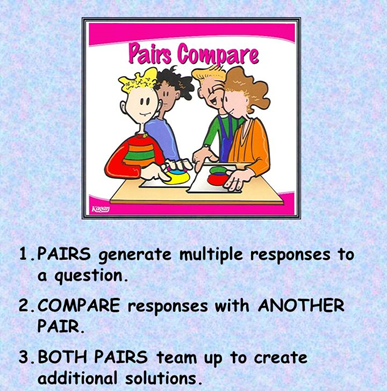 Pairs Compare
Kagan
1. PAIRS generate multiple responses to
a question.
2. COMPARE responses with ANOTHER
PAIR.
3. BOTH PAIRS team up to create
additional solutions.